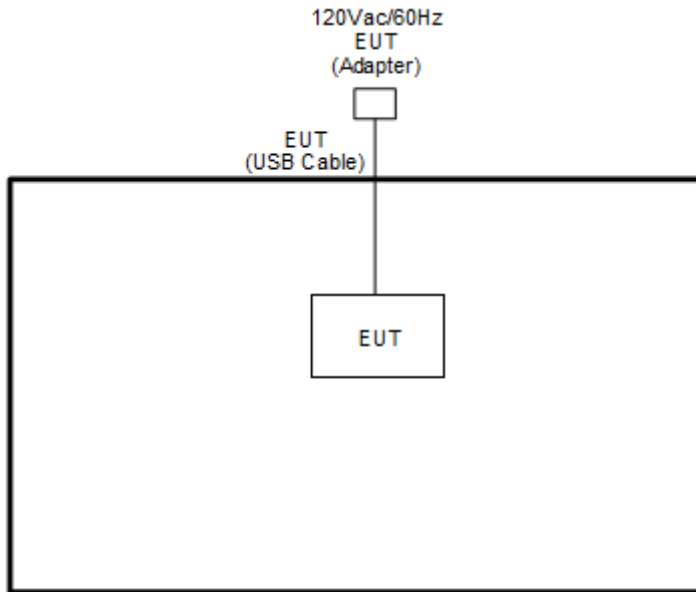 120Vac/60Hz
EUT
(Adapter)
EUT
(USB Cable)
EUT